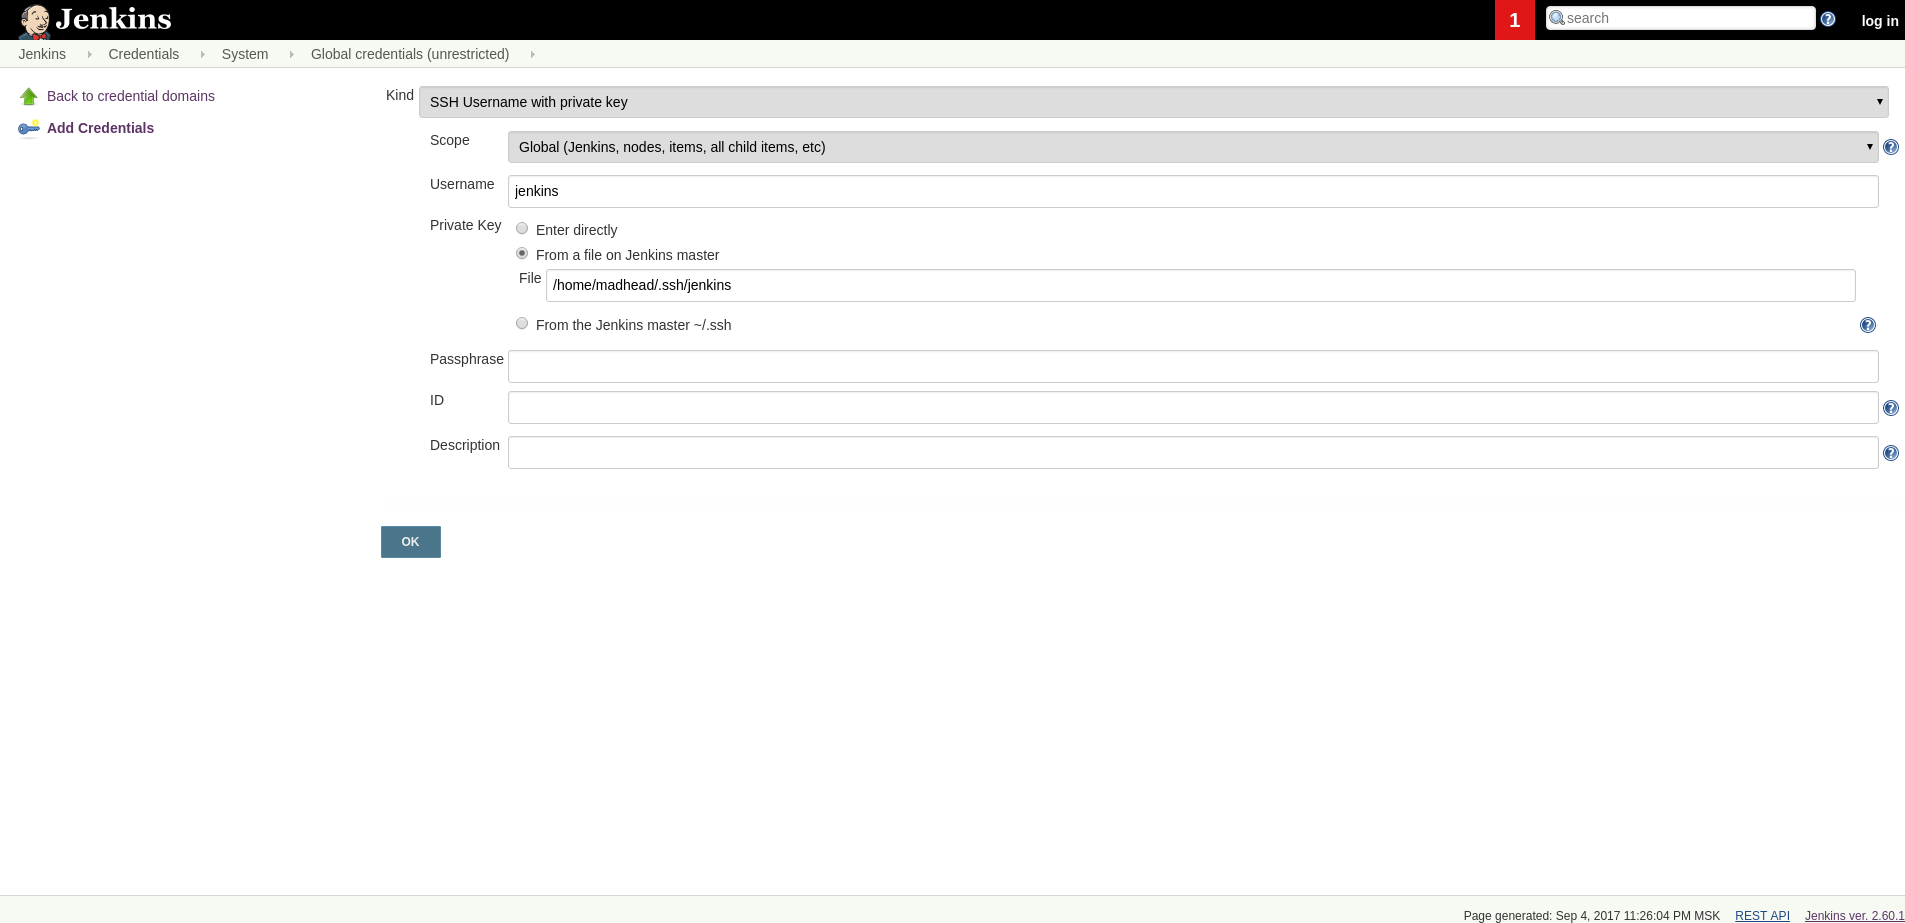 Jenkins
1
search
log in
Jenkins Credentials System Global credentials (unrestricted)
Back to credential domains
Add Credentials
Kind SSH Username with private key
Scope Global (Jenkins, nodes, items, all child items, etc)
Username jenkins
Private Key Enter directly
From a file on Jenkins master
File /home/madhead/.ssh/jenkins
From the Jenkins master ~/.ssh
Passphrase
ID
Description
OK
Page generated: Sep 4, 2017 11:26:04 PM MSK REST API Jenkins ver. 2.60.1